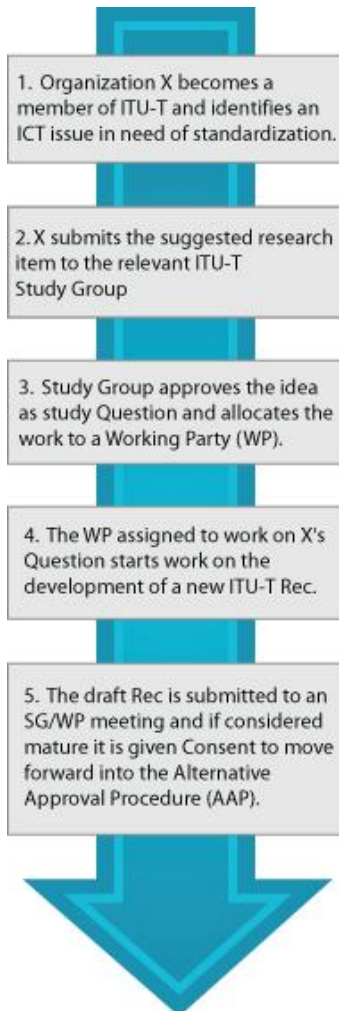 1. Organization X becomes a
member of ITU-T and identifies an
ICT issue in need of standardization.
2. X submits the suggested research
item to the relevant ITU-T
Study Group
3. Study Group approves the idea
as study Question and allocates the
work to a Working Party (WP).
4. The WP assigned to work on X's
Question starts work on the
development of a new ITU-T Rec.
5. The draft Rec is submitted to an
SG/WP meeting and if considered
mature it is given Consent to move
forward into the Alternative
Approval Procedure (AAP).